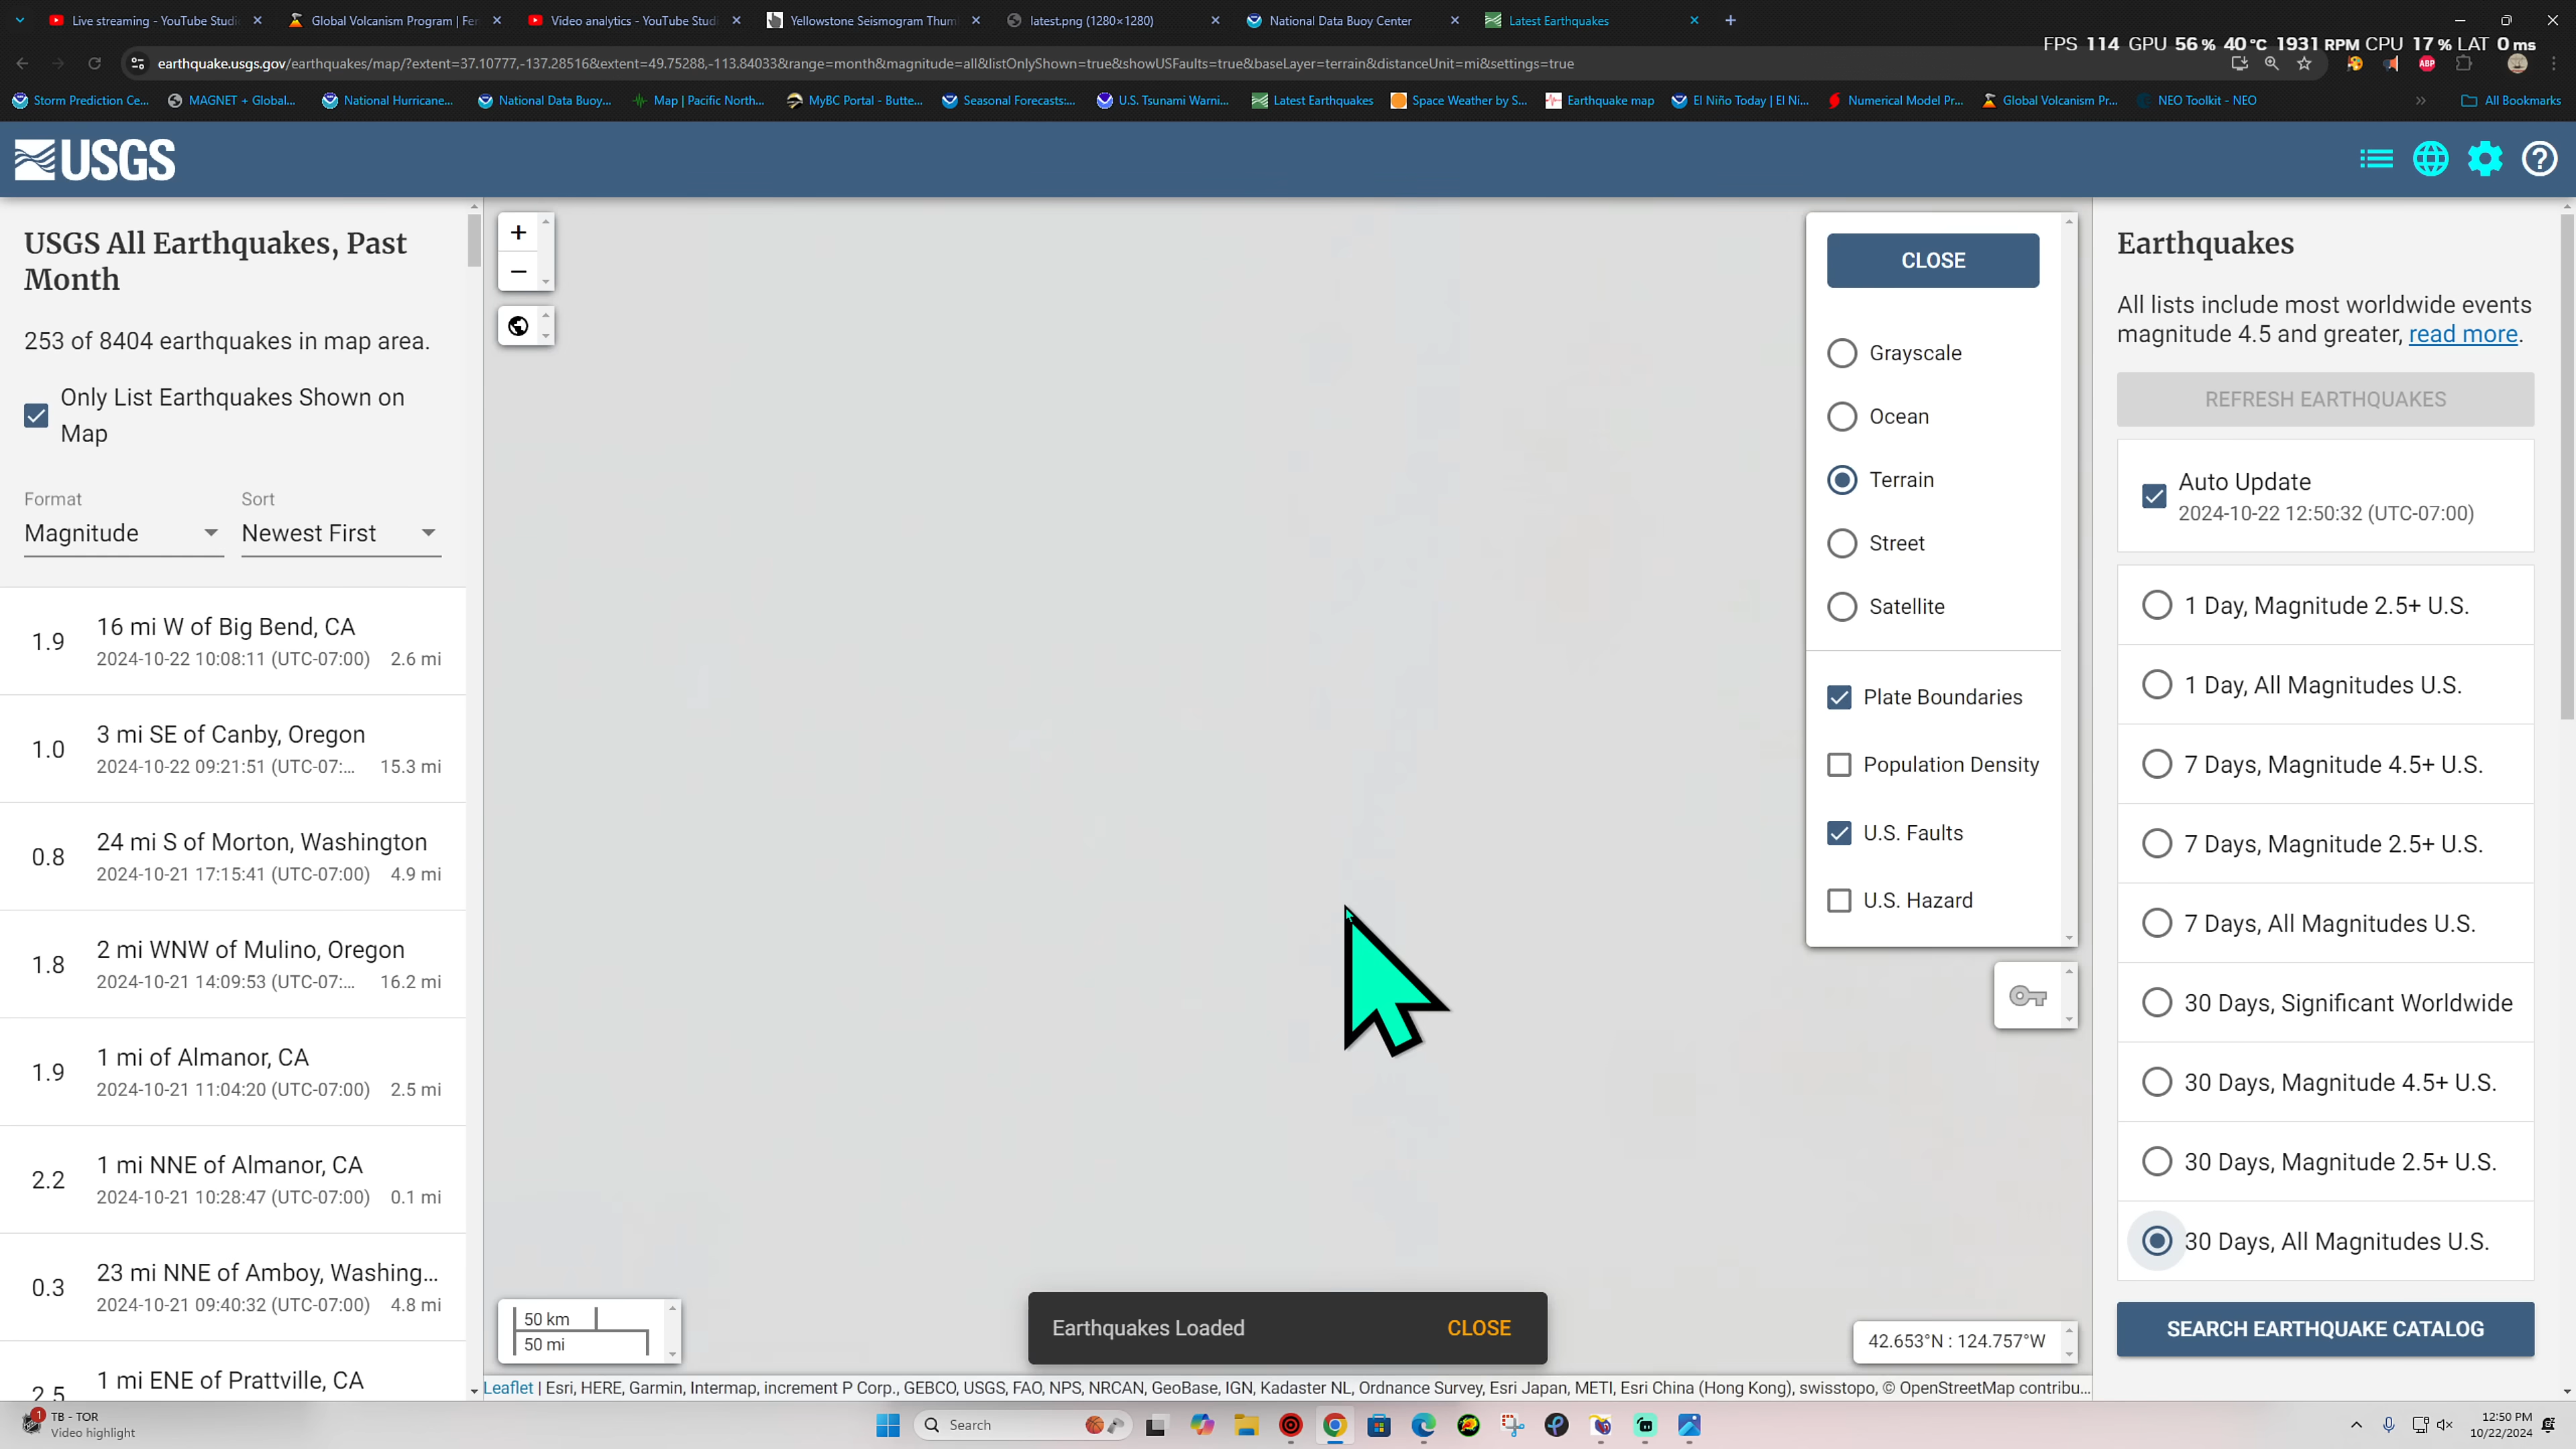 Live streaming - YouTube Studi
Global Volcanism Program | Fer
Video analytics - YouTube Studi
Yellowstone Seismogram Thum
latest.png (1280×1280)
National Data Buoy Center
Latest Earthquakes
FPS 114 GPU 56 % 40 °C 1931 RPM CPU 17 % LAT 0 ms
earthquake.usgs.gov/earthquakes/map/?extent=37.10777,-137.28516&extent=49.75288,-113.84033&range=month&magnitude=all&listOnlyShown=true&showUSFaults=true&baseLayer=terrain&distanceUnit=mi&settings=true
ABP
Storm Prediction Ce...
MAGNET + Global...
National Hurricane...
National Data Buoy...
Map | Pacific North...
MyBC Portal - Butte...
Seasonal Forecasts:...
U.S. Tsunami Warni...
Latest Earthquakes
Space Weather by S...
Earthquake map
El Niño Today | El Ni...
Numerical Model Pr...
Global Volcanism Pr...
NEO Toolkit - NEO
All Bookmarks
USGS
USGS All Earthquakes, Past
Month
253 of 8404 earthquakes in map area.
Only List Earthquakes Shown on
Map
Format
Magnitude
Sort
Newest First
1.9
16 mi W of Big Bend, CA
2024-10-22 10:08:11 (UTC-07:00) 2.6 mi
1.0
3 mi SE of Canby, Oregon
2024-10-22 09:21:51 (UTC-07:... 15.3 mi
0.8
24 mi S of Morton, Washington
2024-10-21 17:15:41 (UTC-07:00) 4.9 mi
1.8
2 mi WNW of Mulino, Oregon
2024-10-21 14:09:53 (UTC-07:... 16.2 mi
1.9
1 mi of Almanor, CA
2024-10-21 11:04:20 (UTC-07:00) 2.5 mi
2.2
1 mi NNE of Almanor, CA
2024-10-21 10:28:47 (UTC-07:00) 0.1 mi
0.3
23 mi NNE of Amboy, Washing...
2024-10-21 09:40:32 (UTC-07:00) 4.8 mi
2.5
1 mi ENE of Prattville, CA
+
−
50 km
50 mi
CLOSE
Grayscale
Ocean
Terrain
Street
Satellite
Plate Boundaries
Population Density
U.S. Faults
U.S. Hazard
Earthquakes Loaded
CLOSE
42.653°N : 124.757°W
Leaflet | Esri, HERE, Garmin, Intermap, increment P Corp., GEBCO, USGS, FAO, NPS, NRCAN, GeoBase, IGN, Kadaster NL, Ordnance Survey, Esri Japan, METI, Esri China (Hong Kong), swisstopo, © OpenStreetMap contribu...
Earthquakes
All lists include most worldwide events
magnitude 4.5 and greater, read more.
REFRESH EARTHQUAKES
Auto Update
2024-10-22 12:50:32 (UTC-07:00)
1 Day, Magnitude 2.5+ U.S.
1 Day, All Magnitudes U.S.
7 Days, Magnitude 4.5+ U.S.
7 Days, Magnitude 2.5+ U.S.
7 Days, All Magnitudes U.S.
30 Days, Significant Worldwide
30 Days, Magnitude 4.5+ U.S.
30 Days, Magnitude 2.5+ U.S.
30 Days, All Magnitudes U.S.
SEARCH EARTHQUAKE CATALOG
1
TB - TOR
Video highlight
Search
12:50 PM
10/22/2024